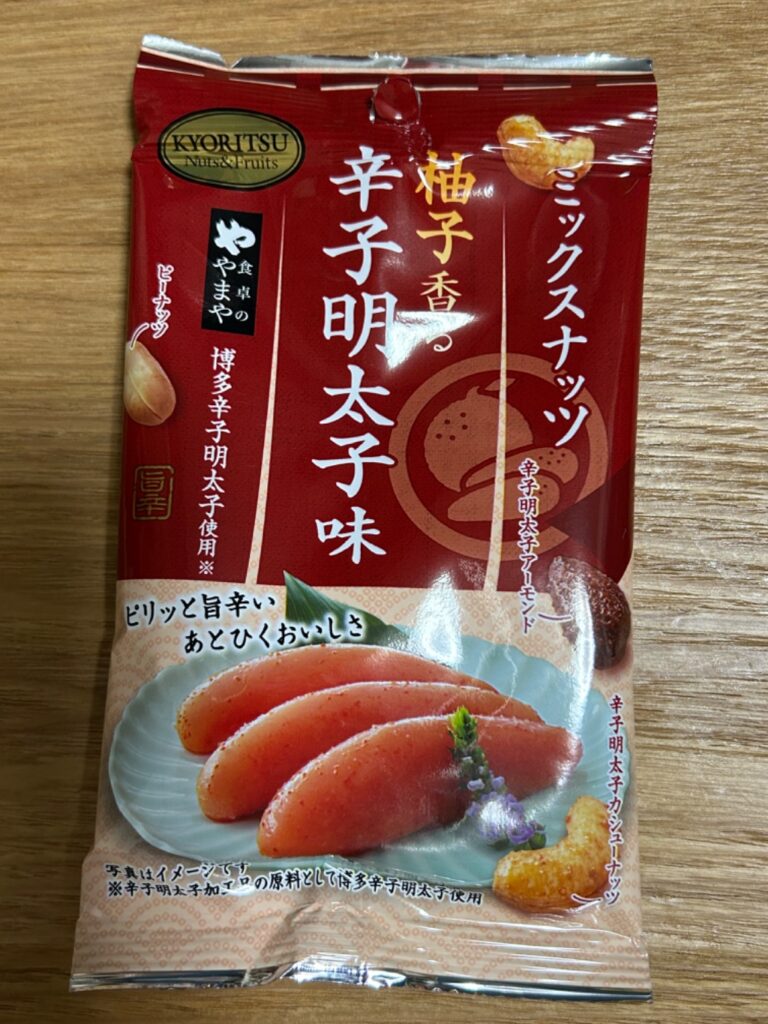 KYORITSU
Nuts&Fruits
ミックスナッツ
柚子香る
辛子明太子味
や
食卓の
やまや
博多辛子明太子使用※
ピーナッツ
旨辛
辛子明太子アーモンド
ピリッと旨辛い
あとひくおいしさ
辛子明太子カシューナッツ
写真はイメージです
※辛子明太子加工品の原料として博多辛子明太子使用